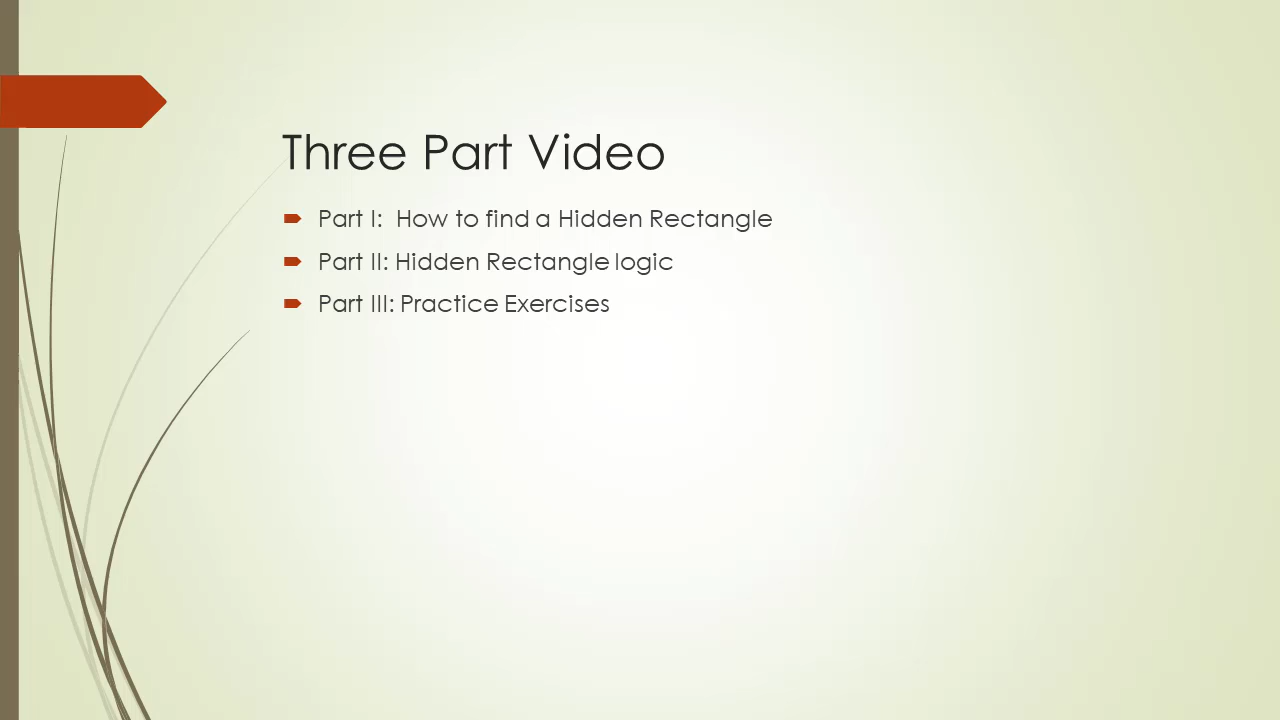 Three Part Video
Part I:  How to find a Hidden Rectangle
Part II: Hidden Rectangle logic
Part III: Practice Exercises